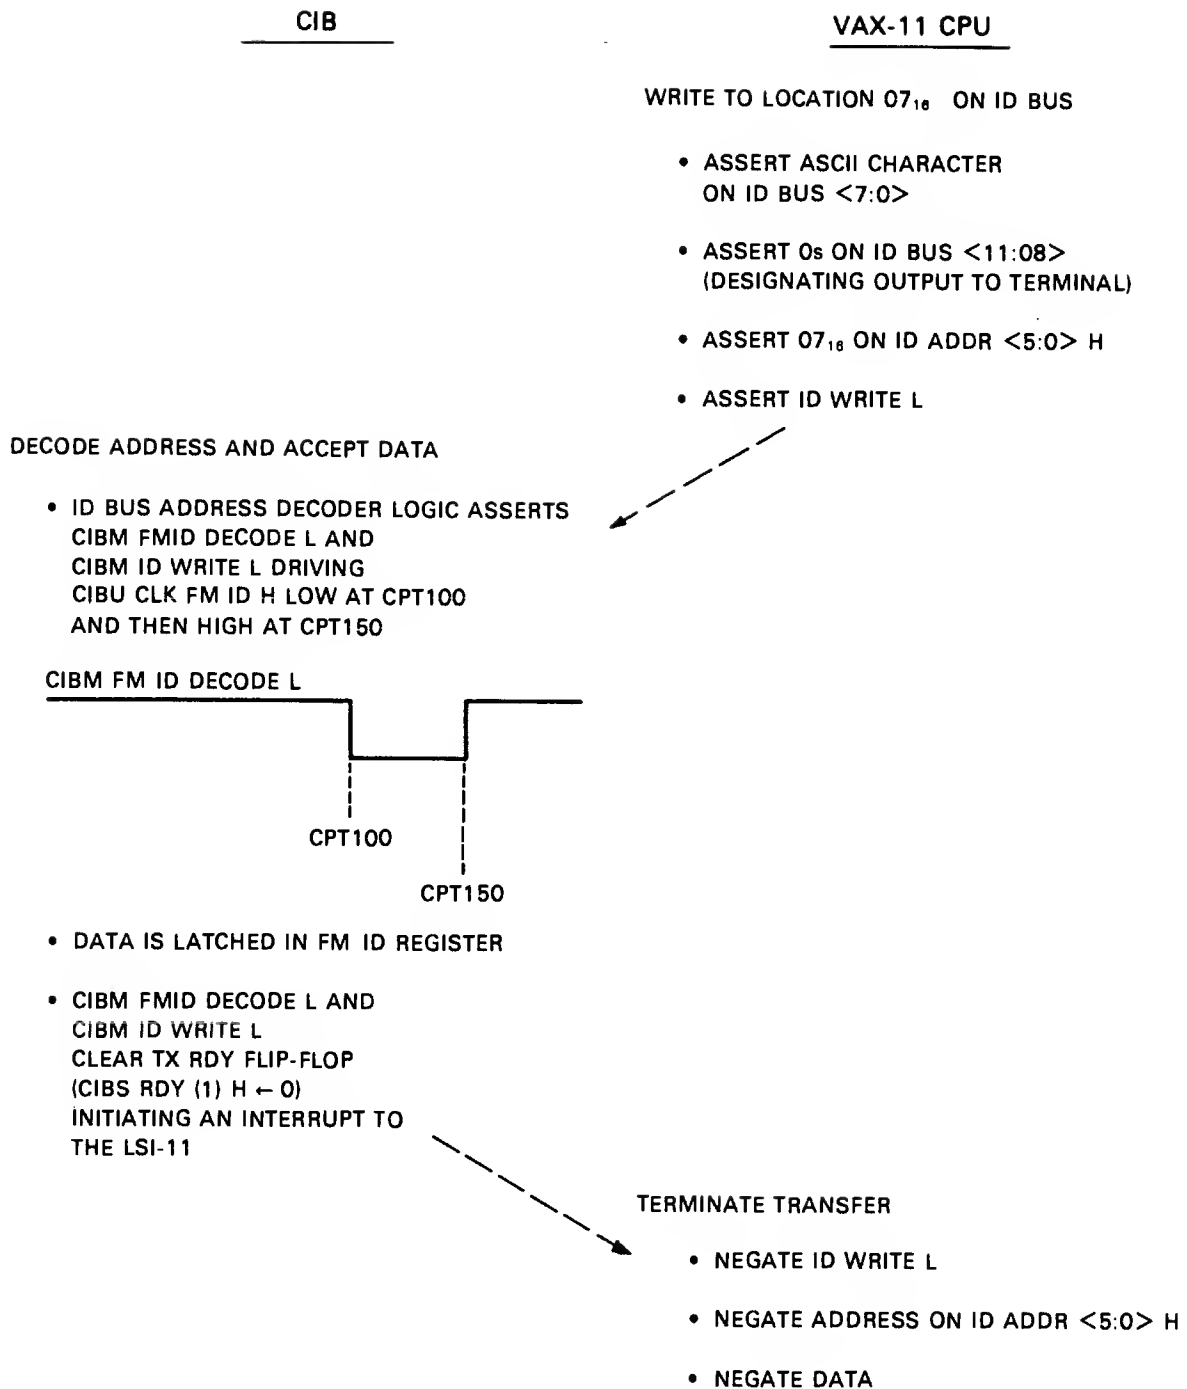 CIB
VAX-11 CPU
WRITE TO LOCATION 07₁₆ ON ID BUS
• ASSERT ASCII CHARACTER
ON ID BUS <7:0>
• ASSERT 0s ON ID BUS <11:08>
(DESIGNATING OUTPUT TO TERMINAL)
• ASSERT 07₁₆ ON ID ADDR <5:0> H
• ASSERT ID WRITE L
DECODE ADDRESS AND ACCEPT DATA
• ID BUS ADDRESS DECODER LOGIC ASSERTS
CIBM FMID DECODE L AND
CIBM ID WRITE L DRIVING
CIBU CLK FM ID H LOW AT CPT100
AND THEN HIGH AT CPT150
CIBM FM ID DECODE L
CPT100
CPT150
• DATA IS LATCHED IN FM ID REGISTER
• CIBM FMID DECODE L AND
CIBM ID WRITE L
CLEAR TX RDY FLIP-FLOP
(CIBS RDY (1) H ← 0)
INITIATING AN INTERRUPT TO
THE LSI-11
TERMINATE TRANSFER
• NEGATE ID WRITE L
• NEGATE ADDRESS ON ID ADDR <5:0> H
• NEGATE DATA